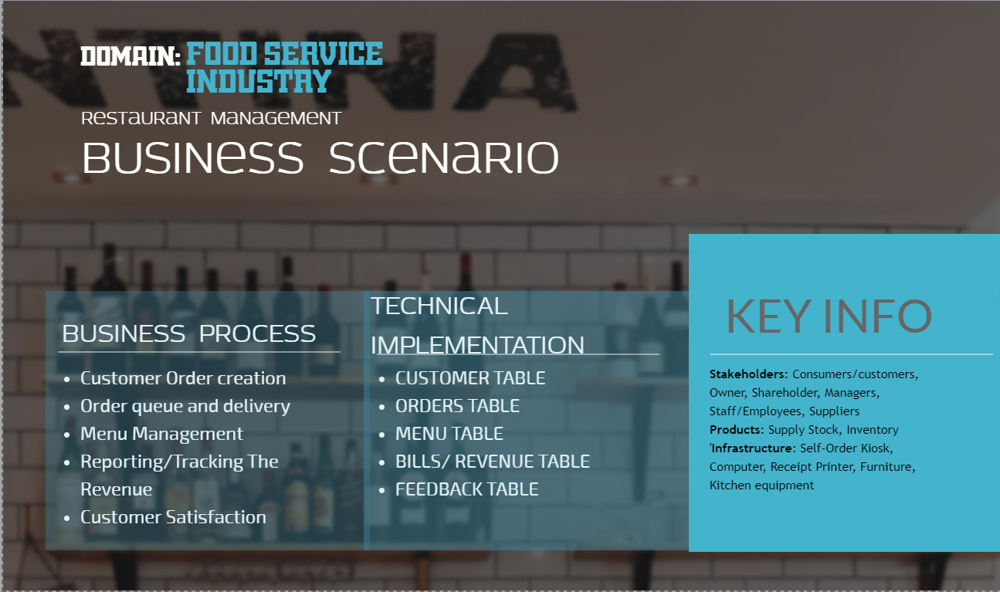 NTINA
DOMAIN: FOOD SERVICE
INDUSTRY
Restaurant Management
Business Scenario
BUSINESS PROCESS
• Customer Order creation
• Order queue and delivery
• Menu Management
• Reporting/Tracking The
Revenue
• Customer Satisfaction
TECHNICAL
IMPLEMENTATION
• CUSTOMER TABLE
• ORDERS TABLE
• MENU TABLE
• BILLS/ REVENUE TABLE
• FEEDBACK TABLE
KEY INFO
Stakeholders: Consumers/customers,
Owner, Shareholder, Managers,
Staff/Employees, Suppliers
Products: Supply Stock, Inventory
'Infrastructure: Self-Order Kiosk,
Computer, Receipt Printer, Furniture,
Kitchen equipment